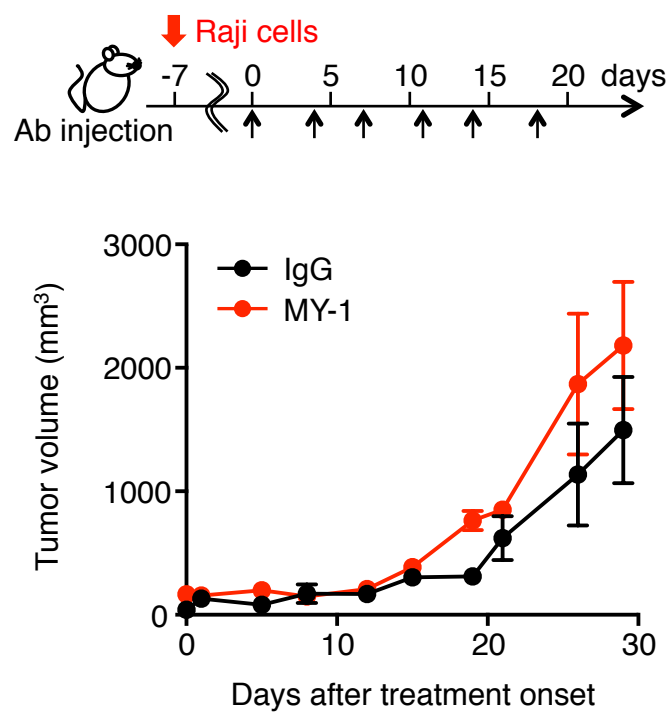 Raji cells
-7 0 5 10 15 20 days
Ab injection
3000
IgG
MY-1
2000
1000
0
Tumor volume (mm³)
0 10 20 30
Days after treatment onset